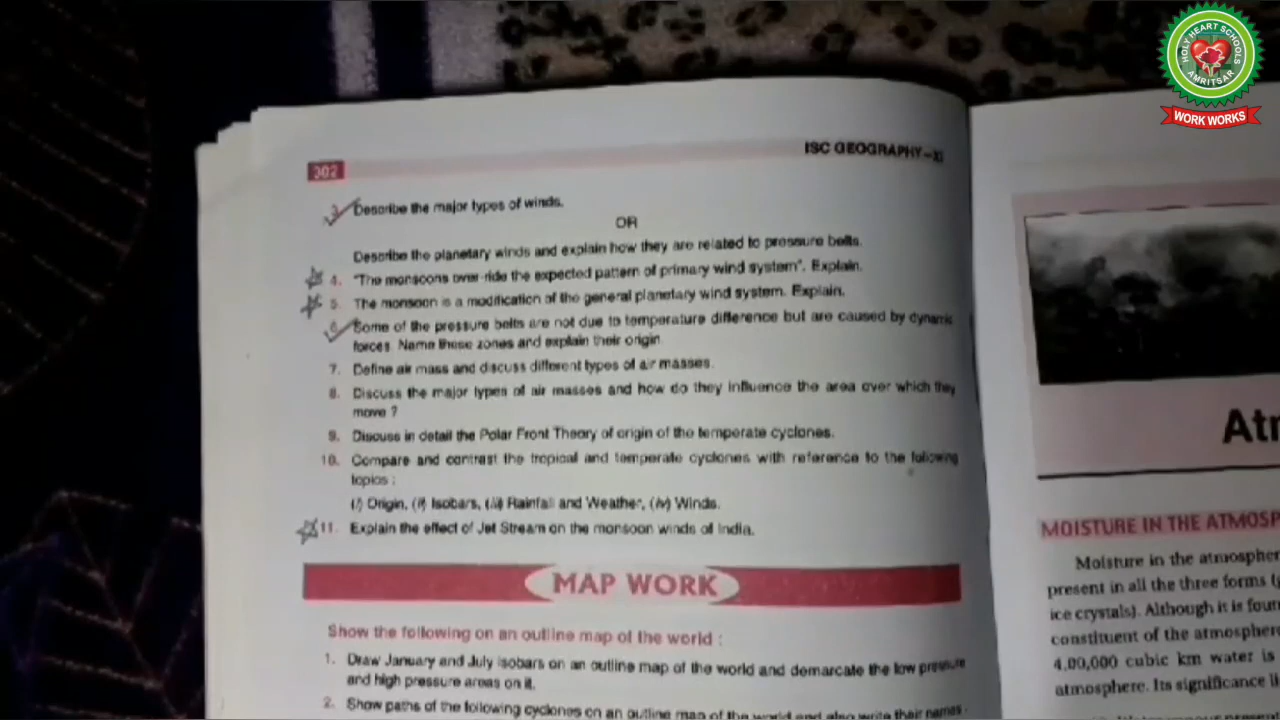 HOLY HEART SCHOOLS
AMRITSAR
WORK WORKS
302
ISC GEOGRAPHY–XI
3. Describe the major types of winds.
OR
Describe the planetary winds and explain how they are related to pressure belts.
4. "The monsoons over-ride the expected pattern of primary wind system". Explain.
5. The monsoon is a modification of the general planetary wind system. Explain.
6. Some of the pressure belts are not due to temperature difference but are caused by dynamic
forces. Name these zones and explain their origin.
7. Define air mass and discuss different types of air masses.
8. Discuss the major types of air masses and how do they influence the area over which they
move ?
9. Discuss in detail the Polar Front Theory of origin of the temperate cyclones.
10. Compare and contrast the tropical and temperate cyclones with reference to the following
topics :
(i) Origin, (ii) Isobars, (iii) Rainfall and Weather, (iv) Winds.
11. Explain the effect of Jet Stream on the monsoon winds of India.
MAP WORK
Show the following on an outline map of the world :
1. Draw January and July isobars on an outline map of the world and demarcate the low pressure
and high pressure areas on it.
2. Show paths of the following cyclones on an outline map of the world and also write their names.
At
MOISTURE IN THE ATMOSP
Moisture in the atmospher
present in all the three forms (
ice crystals). Although it is foun
constituent of the atmosphere
4,00,000 cubic km water is
atmosphere. Its significance li